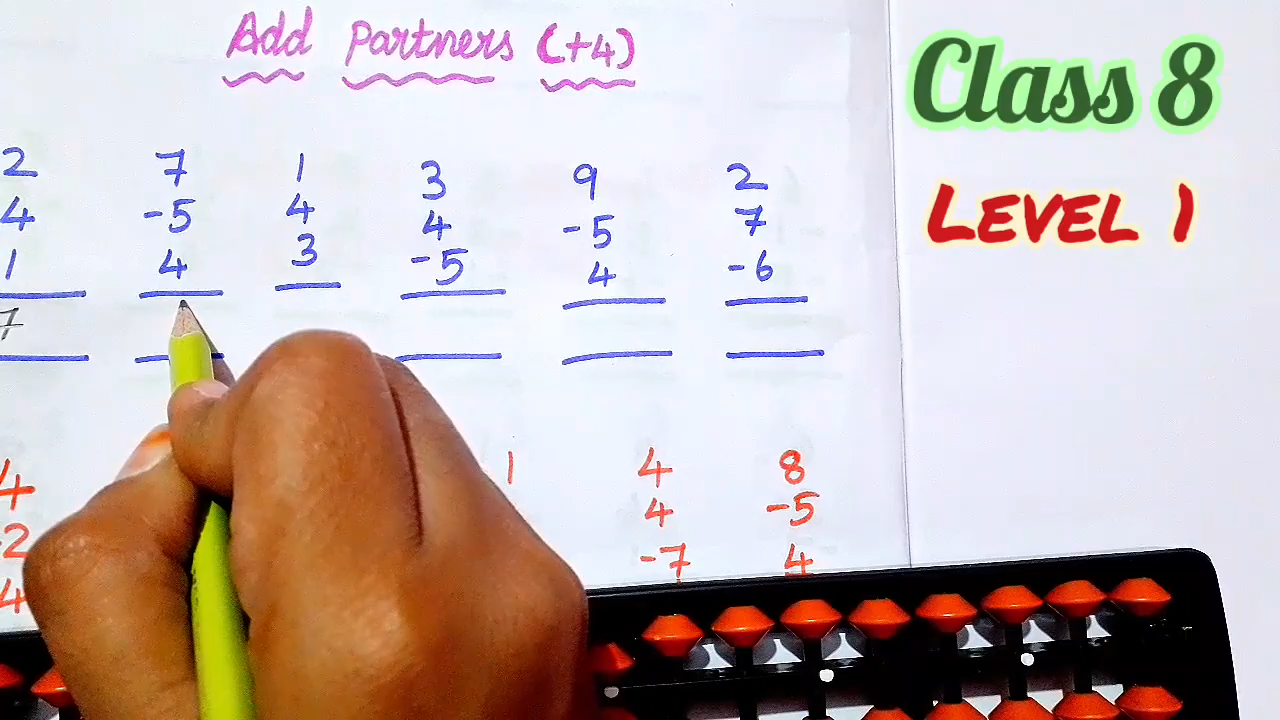 Add Partners (+4)
Class 8
Level 1
2 7 1 3 9 2
4 -5 4 4 -5 7
1 4 3 -5 4 -6
7
4 1 4 8
-2 4 -5
4 -7 4